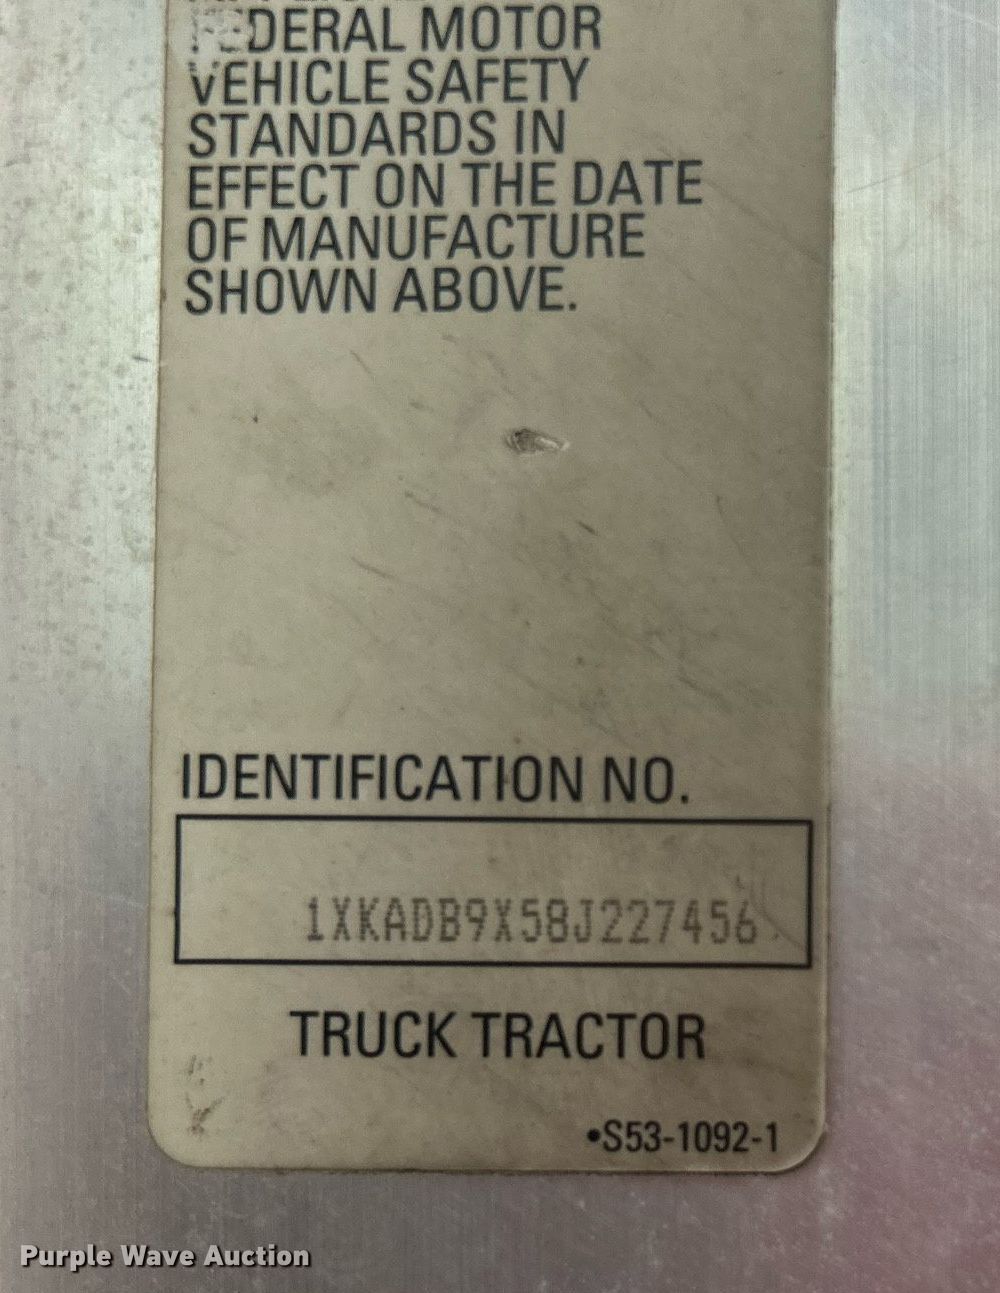 FEDERAL MOTOR
VEHICLE SAFETY
STANDARDS IN
EFFECT ON THE DATE
OF MANUFACTURE
SHOWN ABOVE.
IDENTIFICATION NO.
1XKADB9X58J227456
TRUCK TRACTOR
•S53-1092-1
Purple Wave Auction